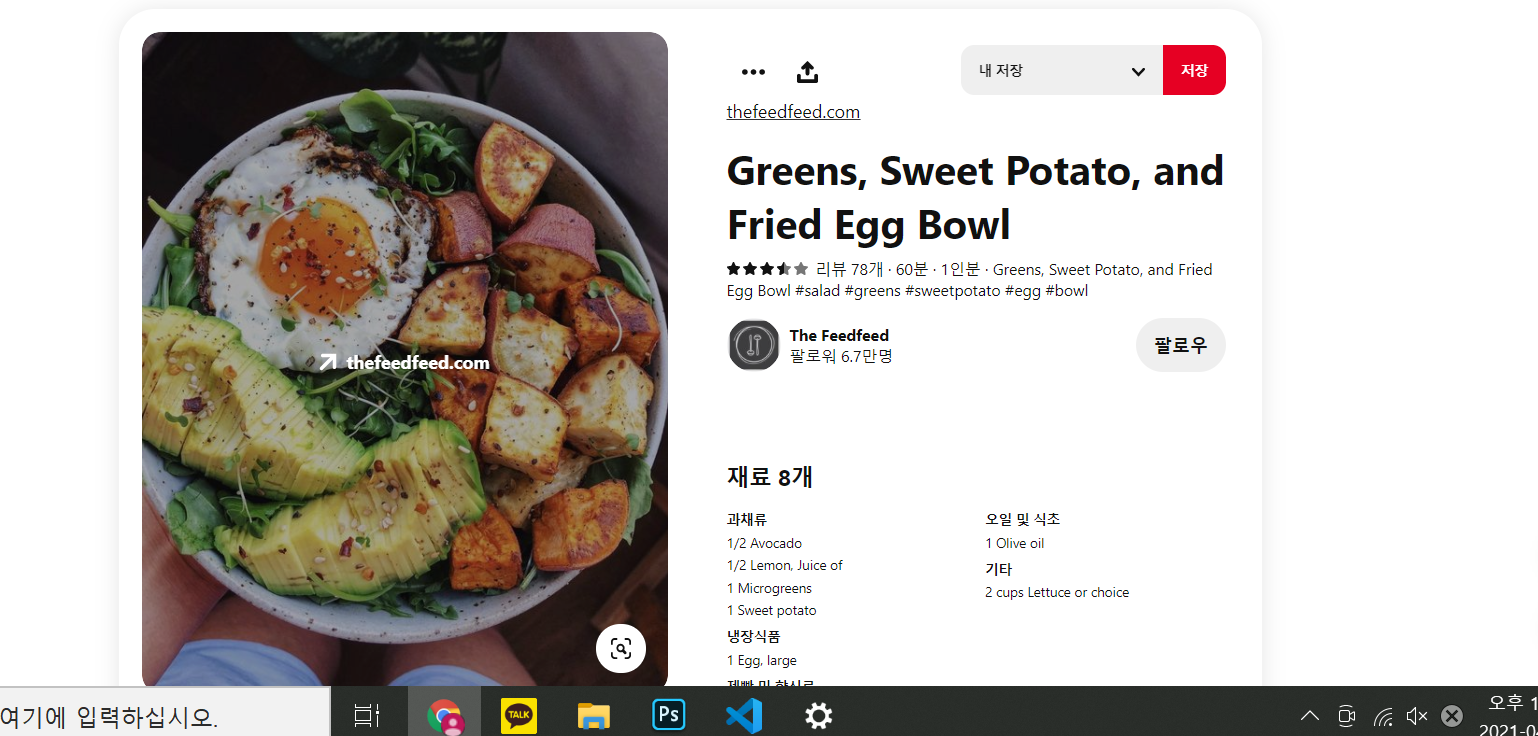 내 저장
저장
thefeedfeed.com
Greens, Sweet Potato, and
Fried Egg Bowl
리뷰 78개 · 60분 · 1인분 · Greens, Sweet Potato, and Fried
Egg Bowl #salad #greens #sweetpotato #egg #bowl
The Feedfeed
팔로워 6.7만명
팔로우
thefeedfeed.com
재료 8개
과채류
1/2 Avocado
1/2 Lemon, Juice of
1 Microgreens
1 Sweet potato
냉장식품
1 Egg, large
오일 및 식초
1 Olive oil
기타
2 cups Lettuce or choice
여기에 입력하십시오.
TALK
Ps
오후 1